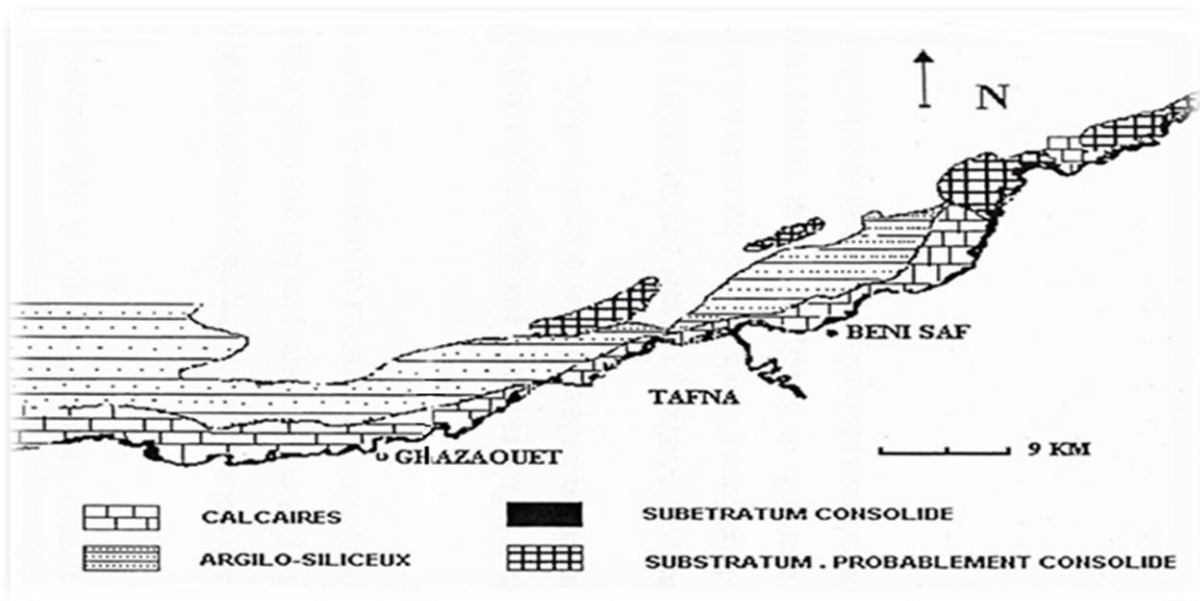 N
BENI SAF
TAFNA
9 KM
GHAZAOUET
CALCAIRES
SUBETRATUM CONSOLIDE
ARGILO-SILICEUX
SUBSTRATUM . PROBABLEMENT CONSOLIDE